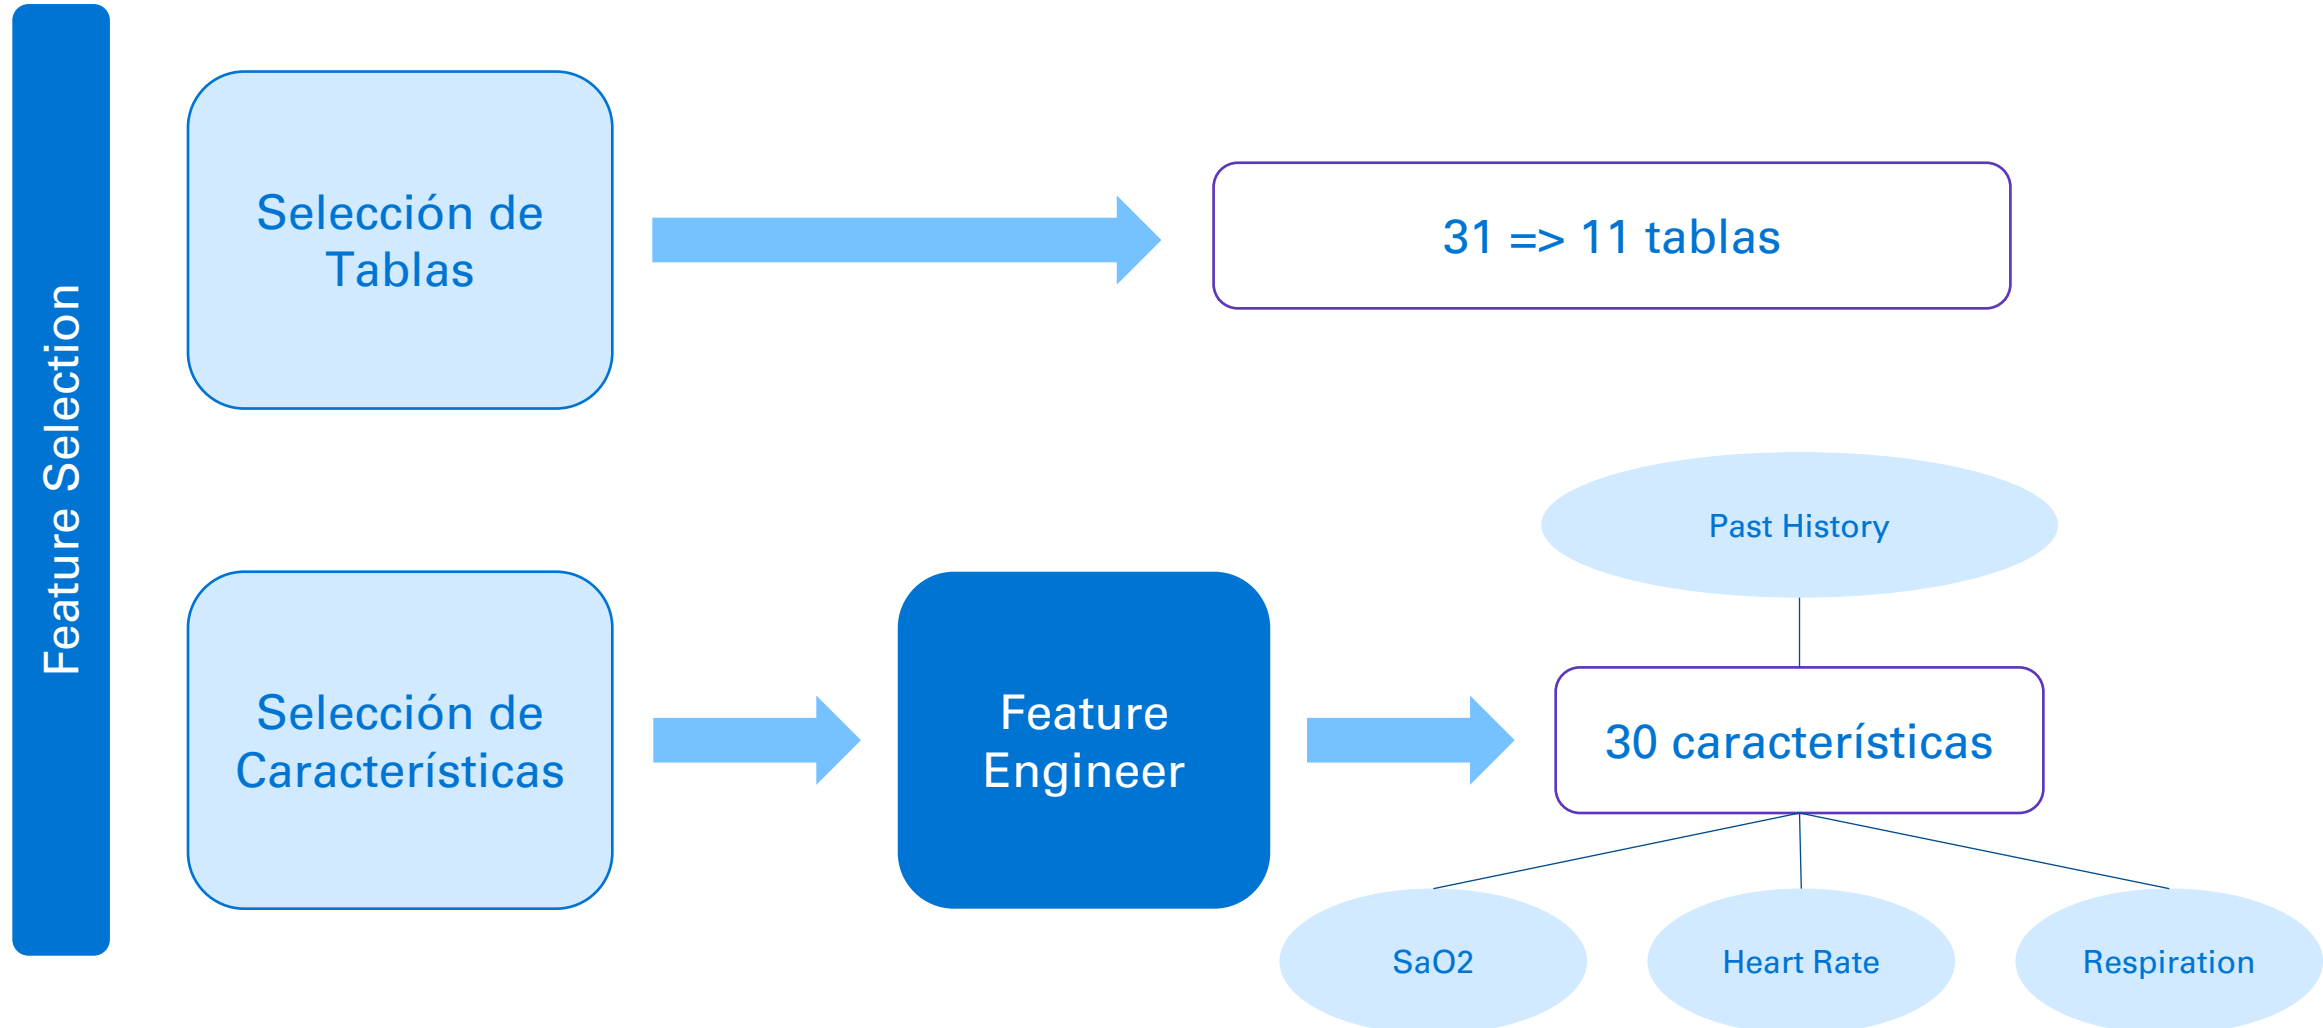 Feature Selection
Selección de
Tablas
31 => 11 tablas
Past History
Selección de
Características
Feature
Engineer
30 características
SaO2
Heart Rate
Respiration